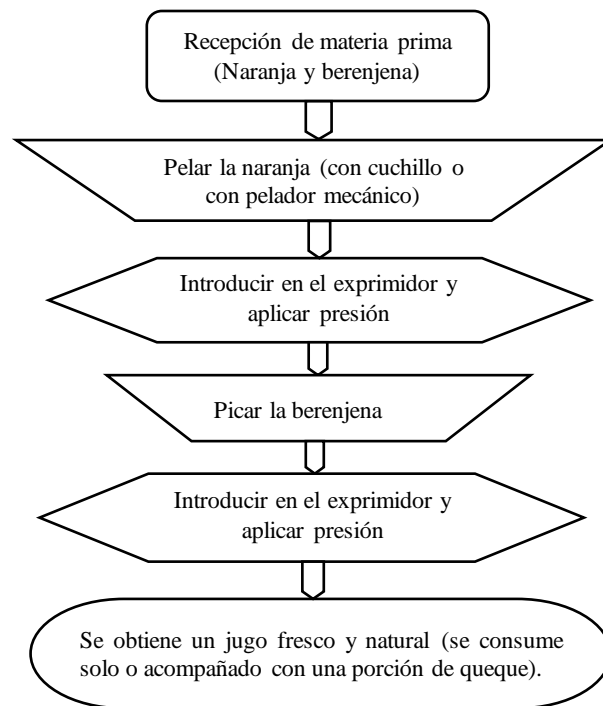 Recepción de materia prima
(Naranja y berenjena)
Pelar la naranja (con cuchillo o
con pelador mecánico)
Introducir en el exprimidor y
aplicar presión
Picar la berenjena
Introducir en el exprimidor y
aplicar presión
Se obtiene un jugo fresco y natural (se consume
solo o acompañado con una porción de queque).